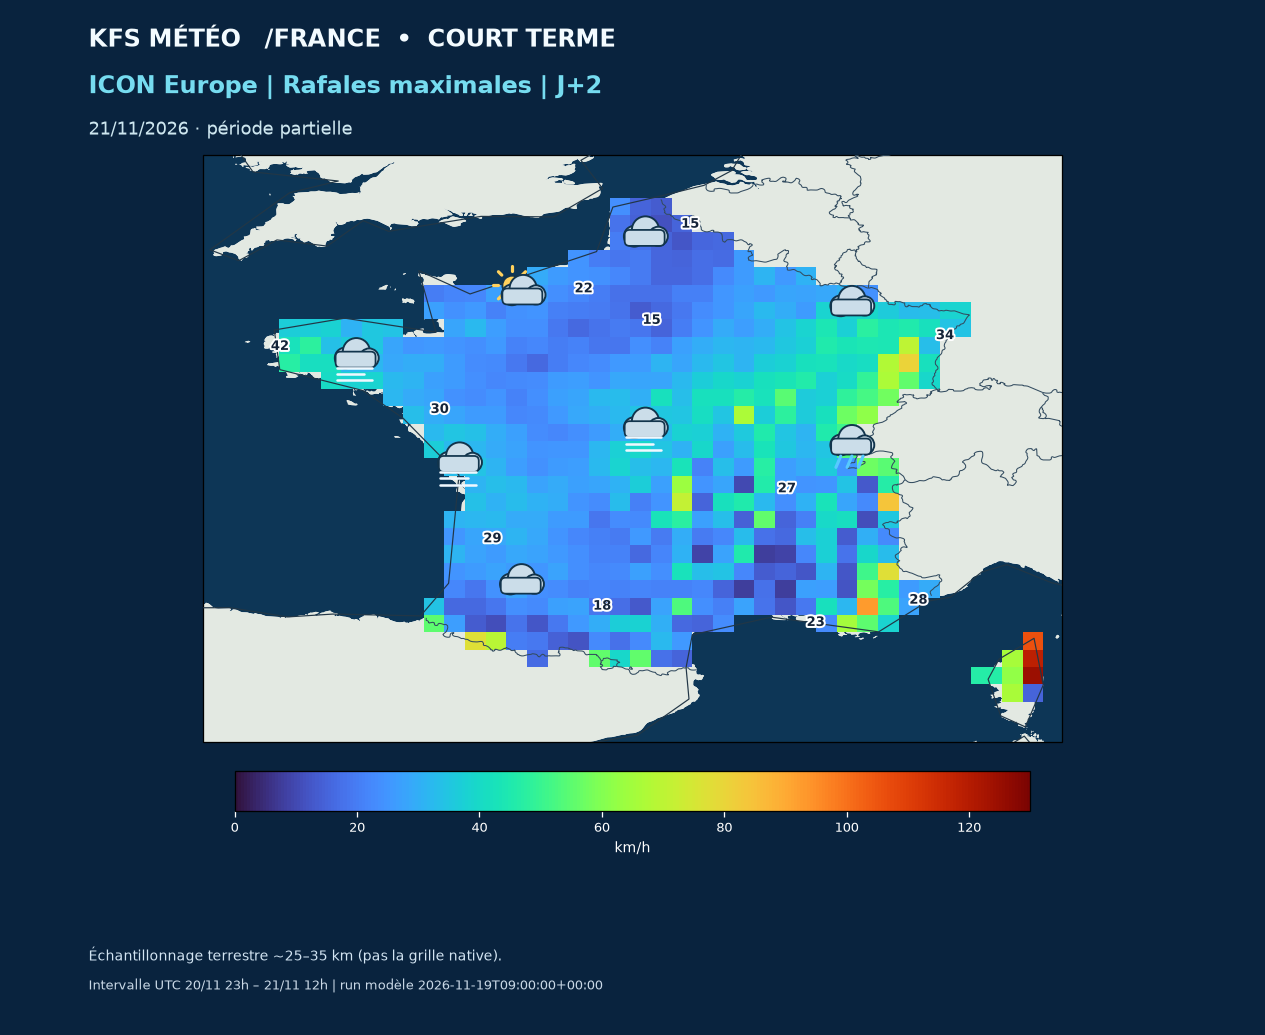 KFS MÉTÉO /FRANCE • COURT TERME
ICON Europe | Rafales maximales | J+2
21/11/2026 · période partielle
15
22
15
34
42
30
27
29
18
28
23
0 20 40 60 80 100 120
km/h
Échantillonnage terrestre ~25–35 km (pas la grille native).
Intervalle UTC 20/11 23h – 21/11 12h | run modèle 2026-11-19T09:00:00+00:00